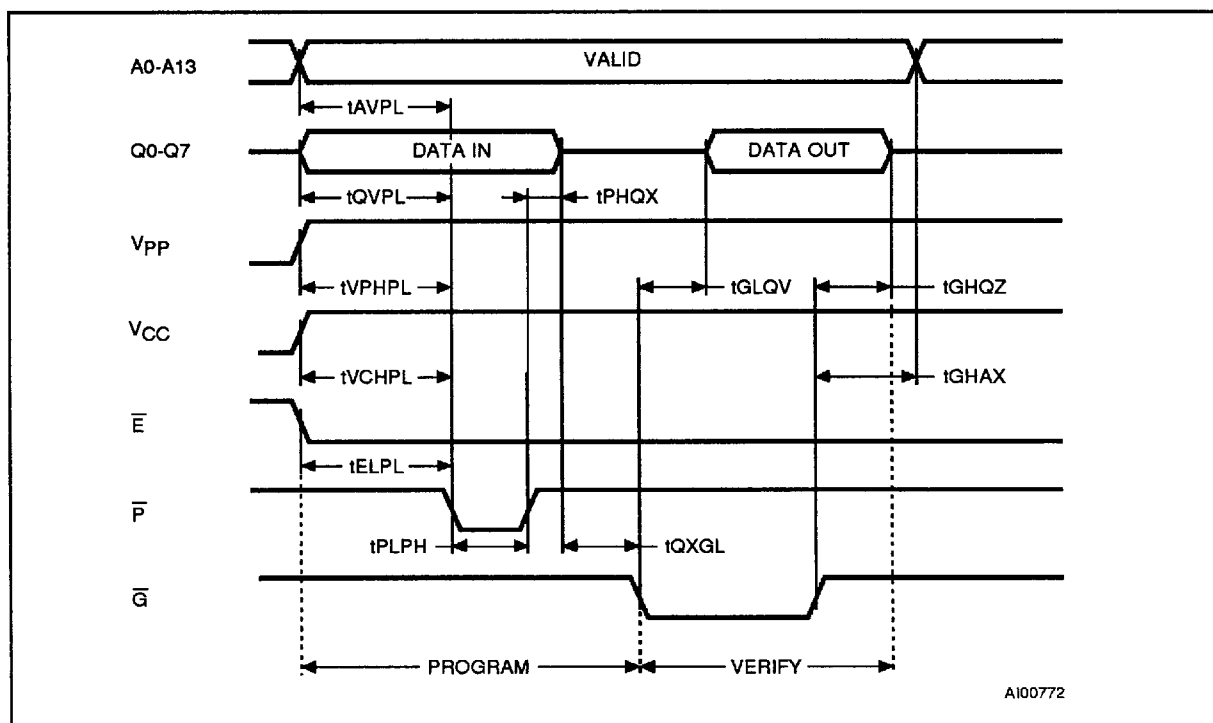 A0-A13
VALID
tAVPL
Q0-Q7
DATA IN
DATA OUT
tQVPL
tPHQX
VPP
tVPHPL
tGLQV
tGHQZ
VCC
tVCHPL
tGHAX
E̅
tELPL
P̅
tPLPH
tQXGL
G̅
PROGRAM
VERIFY
AI00772